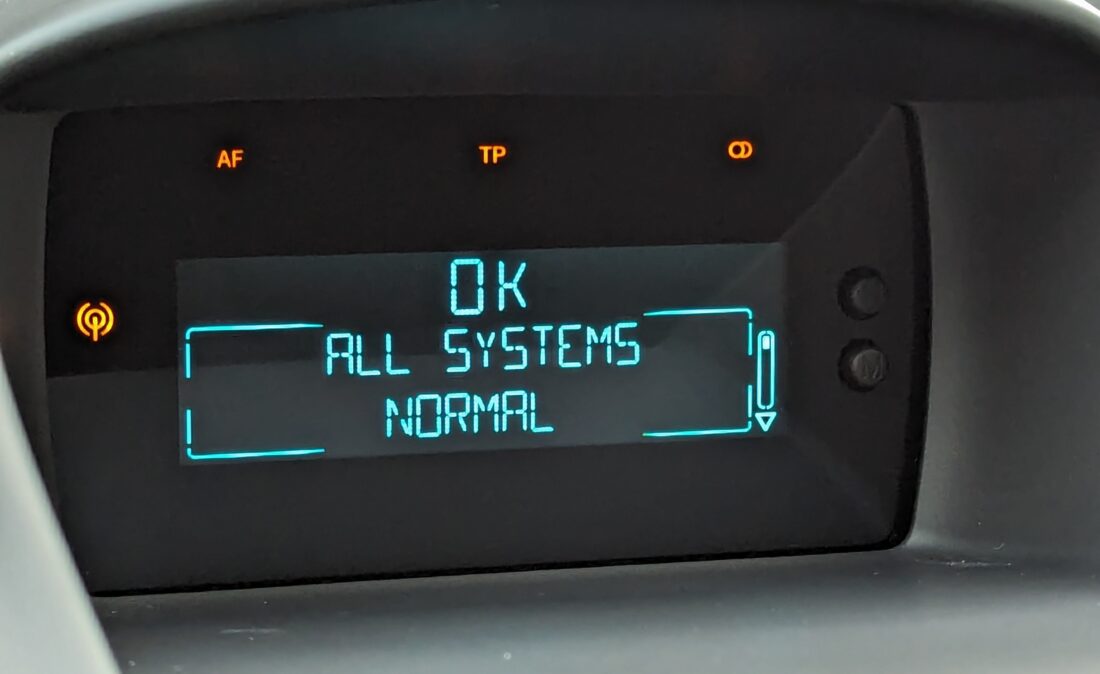 AF TP
OK
ALL SYSTEMS
NORMAL
M